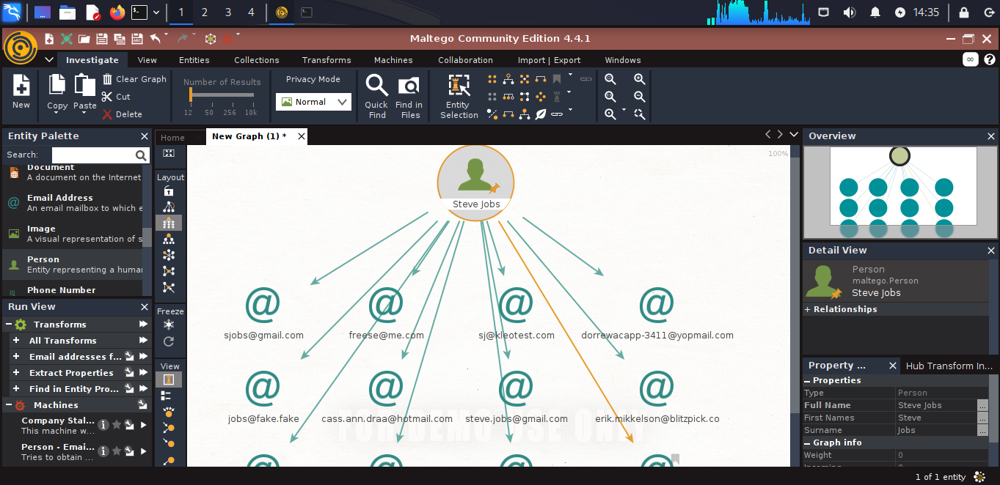 1 2 3 4
14:35
Maltego Community Edition 4.4.1
Investigate View Entities Collections Transforms Machines Collaboration Import | Export Windows
New
Copy
Paste
Clear Graph
Cut
Delete
Number of Results
12 50 256 10k
Privacy Mode
Normal
Quick Find
Find in Files
Entity Selection
Entity Palette
Search:
Document
A document on the Internet
Email Address
An email mailbox to which e
Image
A visual representation of s
Person
Entity representing a human
Phone Number
Run View
Transforms
All Transforms
Email addresses f...
Extract Properties
Find in Entity Pro...
Machines
Company Stal...
This machine w...
Person - Emai...
Tries to obtain ...
Home
New Graph (1) *
Layout
Freeze
View
100%
Steve Jobs
sjobs@gmail.com
freese@me.com
sj@kleotest.com
dorrewacapp-3411@yopmail.com
jobs@fake.fake
cass.ann.draa@hotmail.com
steve.jobs@gmail.com
erik.mikkelson@blitzpick.co
FOR DEMO USE ONLY
Overview
Detail View
Person
maltego.Person
Steve Jobs
+ Relationships
Property ...
Hub Transform In...
Properties
Type Person
Full Name Steve Jobs ...
First Names Steve ...
Surname Jobs ...
Graph info
Weight 0
1 of 1 entity